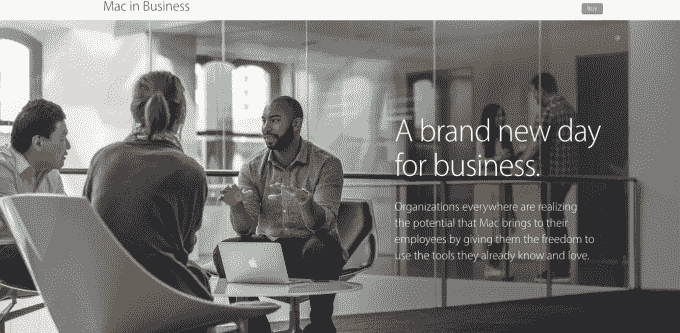 Mac in Business
Buy
A brand new day
for business.
Organizations everywhere are realizing
the potential that Mac brings to their
employees by giving them the freedom to
use the tools they already know and love.